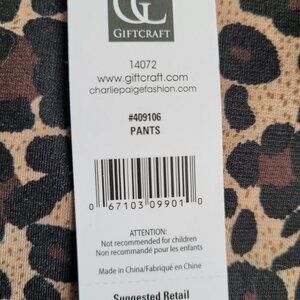 GL
GIFTCRAFT
14072
www.giftcraft.com
charliepaigefashion.com
#409106
PANTS
0 67103 09901 0
ATTENTION:
Not recommended for children
Non recommandé pour les enfants
Made in China/Fabriqué en Chine
Suggested Retail